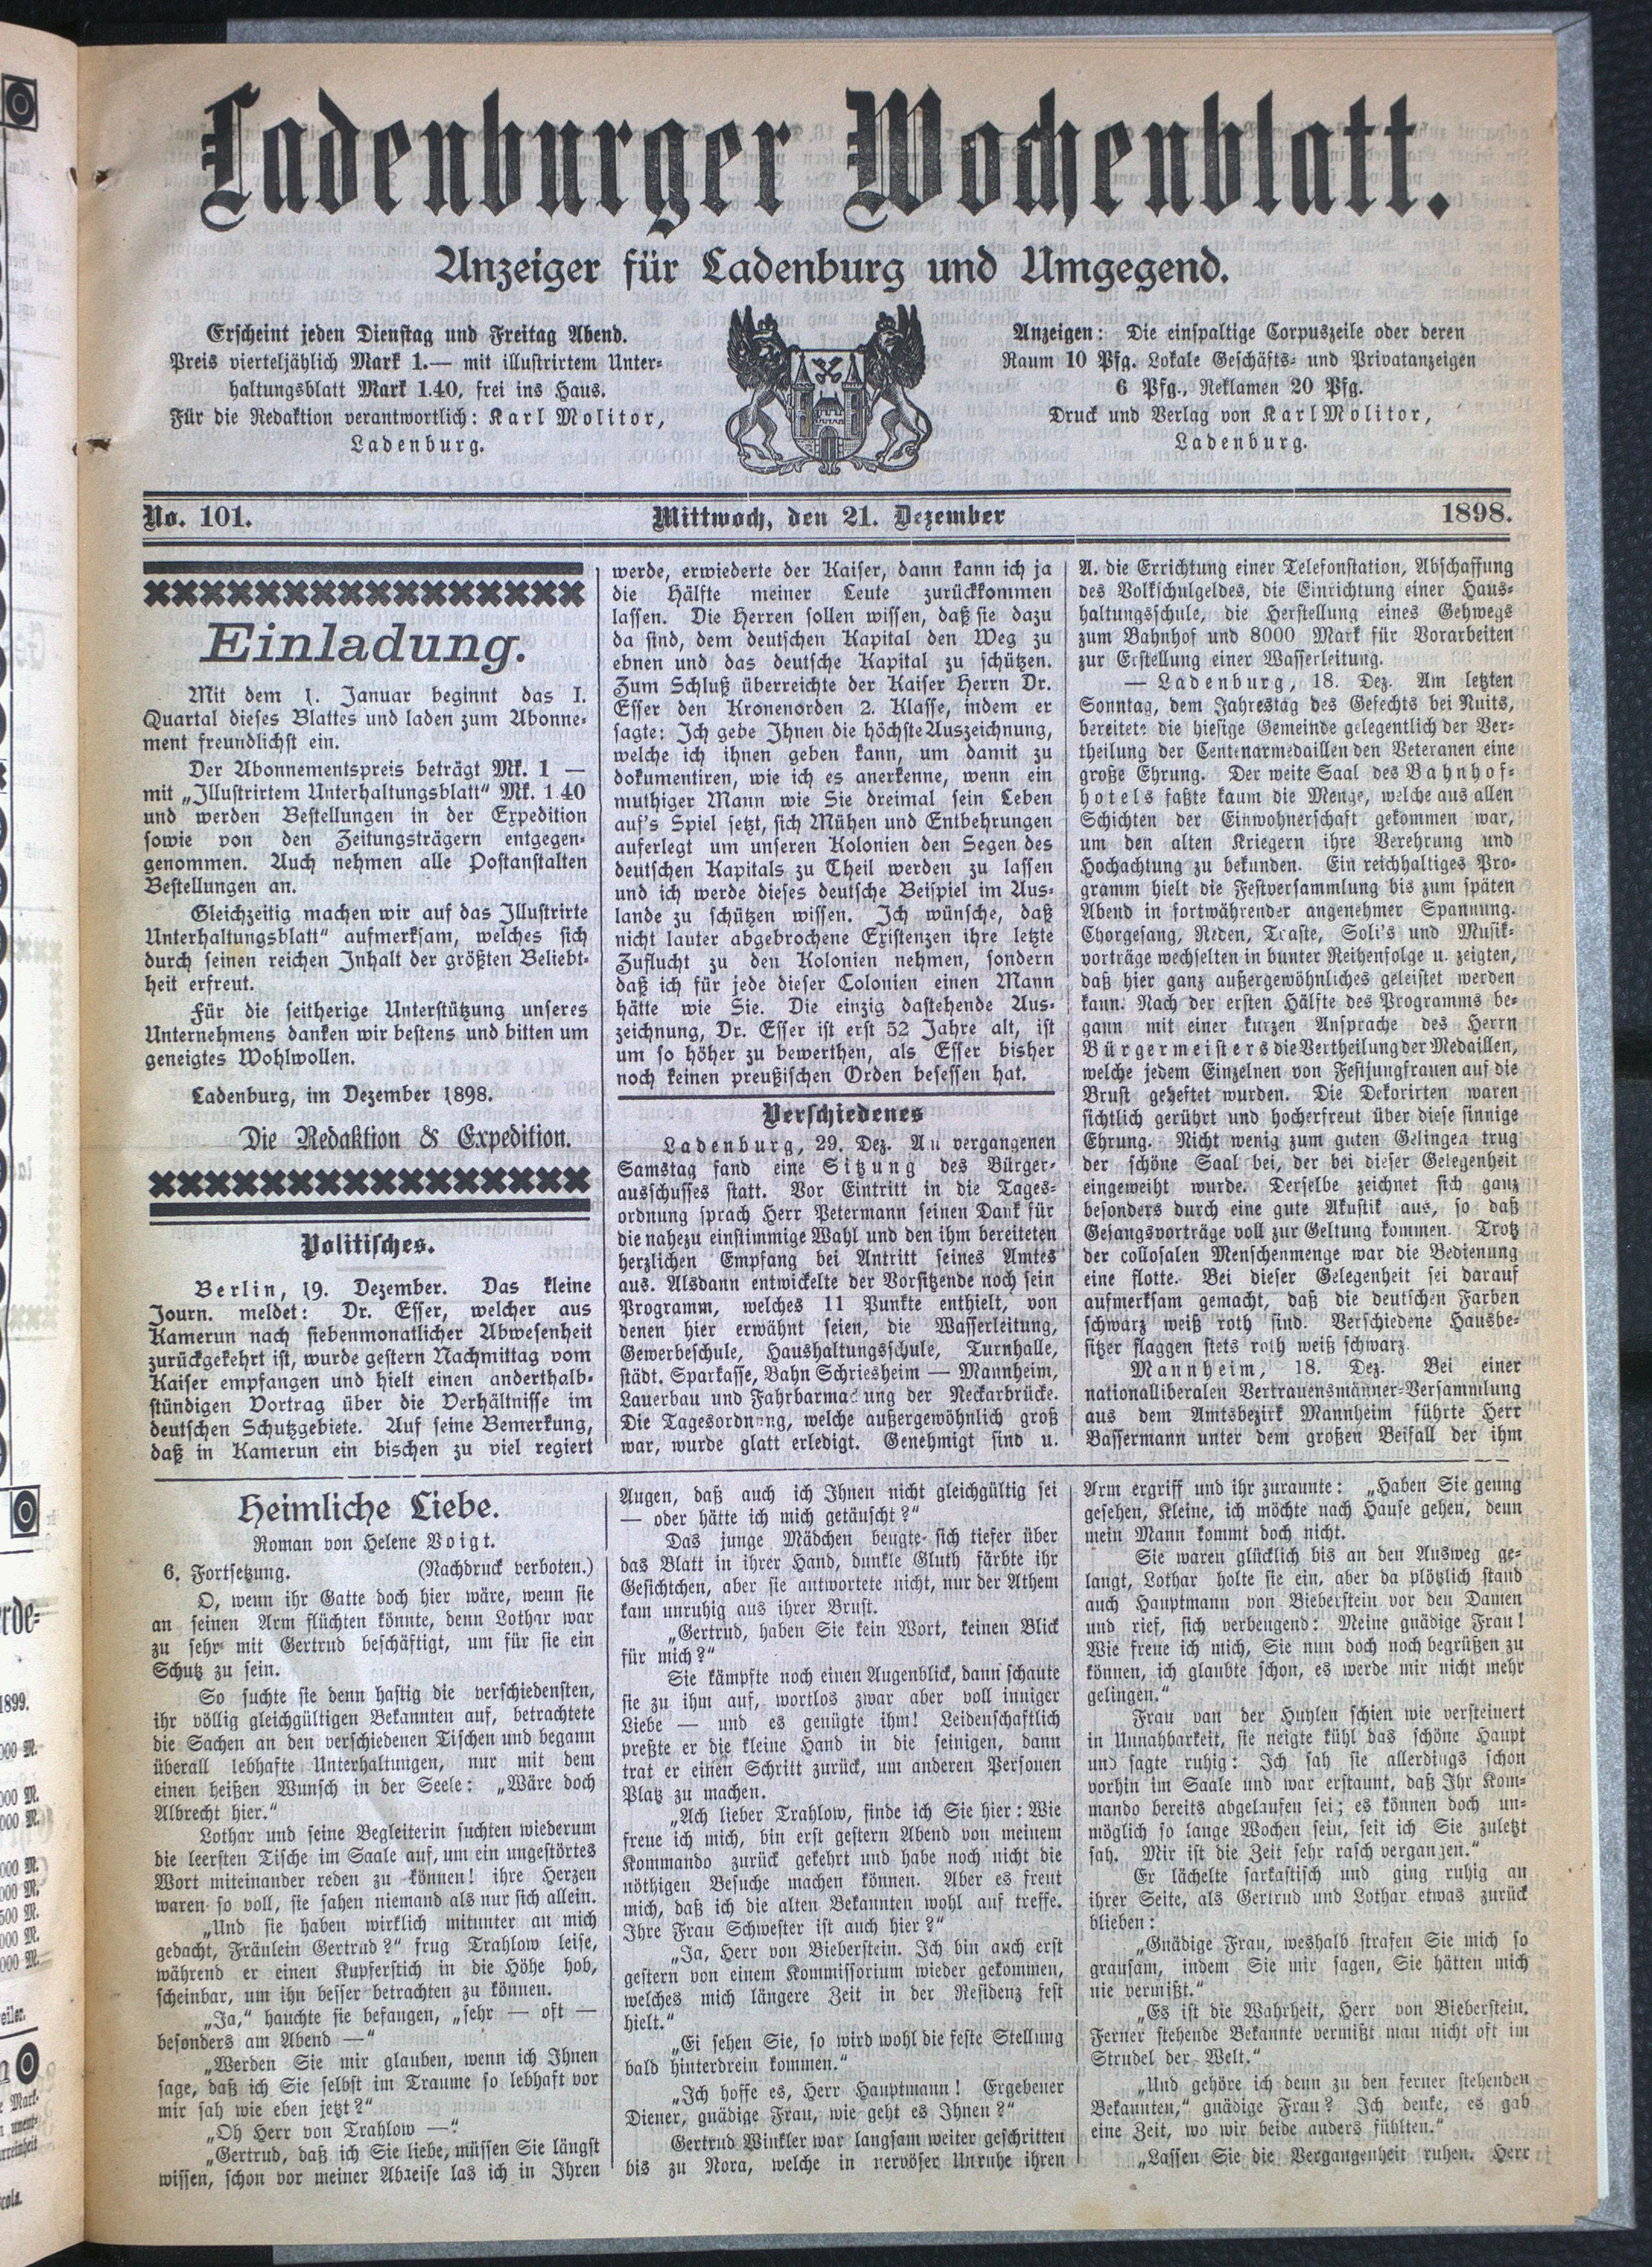 Ladenburger Wochenblatt.
Anzeiger für Ladenburg und Umgegend.
Erscheint jeden Dienstag und Freitag Abend.
Preis vierteljählich Mark 1.— mit illustrirtem Unter-
haltungsblatt Mark 1.40, frei ins Haus.
Für die Redaktion verantwortlich: Karl Molitor,
Ladenburg.
Anzeigen: Die einspaltige Corpuszeile oder deren
Raum 10 Pfg. Lokale Geschäfts- und Privatanzeigen
6 Pfg., Reklamen 20 Pfg.
Druck und Verlag von Karl Molitor,
Ladenburg.
No. 101. Mittwoch, den 21. Dezember 1898.
Einladung.
Mit dem 1. Januar beginnt das I.
Quartal dieses Blattes und laden zum Abonne-
ment freundlichst ein.
Der Abonnementspreis beträgt Mk. 1 —
mit „Illustrirtem Unterhaltungsblatt“ Mk. 1 40
und werden Bestellungen in der Expedition
sowie von den Zeitungsträgern entgegen-
genommen. Auch nehmen alle Postanstalten
Bestellungen an.
Gleichzeitig machen wir auf das Illustrirte
Unterhaltungsblatt“ aufmerksam, welches sich
durch seinen reichen Inhalt der größten Beliebt-
heit erfreut.
Für die seitherige Unterstützung unseres
Unternehmens danken wir bestens und bitten um
geneigtes Wohlwollen.
Ladenburg, im Dezember 1898.
Die Redaktion & Expedition.
Politisches.
Berlin, 19. Dezember. Das kleine
Journ. meldet: Dr. Esser, welcher aus
Kamerun nach siebenmonatlicher Abwesenheit
zurückgekehrt ist, wurde gestern Nachmittag vom
Kaiser empfangen und hielt einen anderthalb-
stündigen Vortrag über die Verhältnisse im
deutschen Schutzgebiete. Auf seine Bemerkung,
daß in Kamerun ein bischen zu viel regiert
werde, erwiederte der Kaiser, dann kann ich ja
die Hälfte meiner Leute zurückkommen
lassen. Die Herren sollen wissen, daß sie dazu
da sind, dem deutschen Kapital den Weg zu
ebnen und das deutsche Kapital zu schützen.
Zum Schluß überreichte der Kaiser Herrn Dr.
Esser den Kronenorden 2. Klasse, indem er
sagte: Ich gebe Ihnen die höchste Auszeichnung,
welche ich ihnen geben kann, um damit zu
dokumentiren, wie ich es anerkenne, wenn ein
muthiger Mann wie Sie dreimal sein Leben
auf's Spiel setzt, sich Mühen und Entbehrungen
auferlegt um unseren Kolonien den Segen des
deutschen Kapitals zu Theil werden zu lassen
und ich werde dieses deutsche Beispiel im Aus-
lande zu schützen wissen. Ich wünsche, daß
nicht lauter abgebrochene Existenzen ihre letzte
Zuflucht zu den Kolonien nehmen, sondern
daß ich für jede dieser Colonien einen Mann
hätte wie Sie. Die einzig dastehende Aus-
zeichnung, Dr. Esser ist erst 52 Jahre alt, ist
um so höher zu bewerthen, als Esser bisher
noch keinen preußischen Orden besessen hat.
Verschiedenes
Ladenburg, 29. Dez. An vergangenen
Samstag fand eine Sitzung des Bürger-
ausschusses statt. Vor Eintritt in die Tages-
ordnung sprach Herr Petermann seinen Dank für
die nahezu einstimmige Wahl und den ihm bereiteten
herzlichen Empfang bei Antritt seines Amtes
aus. Alsdann entwickelte der Vorsitzende noch sein
Programm, welches 11 Punkte enthielt, von
denen hier erwähnt seien, die Wasserleitung,
Gewerbeschule, Haushaltungsschule, Turnhalle,
städt. Sparkasse, Bahn Schriesheim — Mannheim,
Lauerbau und Fahrbarmachung der Neckarbrücke.
Die Tagesordnung, welche außergewöhnlich groß
war, wurde glatt erledigt. Genehmigt sind u.
A. die Errichtung einer Telefonstation, Abschaffung
des Volkschulgeldes, die Einrichtung einer Haus-
haltungsschule, die Herstellung eines Gehwegs
zum Bahnhof und 8000 Mark für Vorarbeiten
zur Erstellung einer Wasserleitung.
— Ladenburg, 18. Dez. Am letzten
Sonntag, dem Jahrestag des Gefechts bei Nuits,
bereitete die hiesige Gemeinde gelegentlich der Ver-
theilung der Centenarmedaillen den Veteranen eine
große Ehrung. Der weite Saal des Bahnhof-
hotels faßte kaum die Menge, welche aus allen
Schichten der Einwohnerschaft gekommen war,
um den alten Kriegern ihre Verehrung und
Hochachtung zu bekunden. Ein reichhaltiges Pro-
gramm hielt die Festversammlung bis zum späten
Abend in fortwährender angenehmer Spannung.
Chorgesang, Reden, Toaste, Soli's und Musik-
vorträge wechselten in bunter Reihenfolge u. zeigten,
daß hier ganz außergewöhnliches geleistet werden
kann. Nach der ersten Hälfte des Programms be-
gann mit einer kurzen Ansprache des Herrn
Bürgermeisters die Vertheilung der Medaillen,
welche jedem Einzelnen von Festjungfrauen auf die
Brust geheftet wurden. Die Dekorirten waren
sichtlich gerührt und hocherfreut über diese sinnige
Ehrung. Nicht wenig zum guten Gelingen trug
der schöne Saal bei, der bei dieser Gelegenheit
eingeweiht wurde. Derselbe zeichnet sich ganz
besonders durch eine gute Akustik aus, so daß
Gesangsvorträge voll zur Geltung kommen. Trotz
der collosalen Menschenmenge war die Bedienung
eine flotte. Bei dieser Gelegenheit sei darauf
aufmerksam gemacht, daß die deutschen Farben
schwarz weiß roth sind. Verschiedene Hausbe-
sitzer flaggen stets roth weiß schwarz.
Mannheim, 18. Dez. Bei einer
nationalliberalen Vertrauensmänner-Versammlung
aus dem Amtsbezirk Mannheim führte Herr
Bassermann unter dem großen Beifall der ihm
Heimliche Liebe.
Roman von Helene Voigt.
6. Fortsetzung. (Nachdruck verboten.)
O, wenn ihr Gatte doch hier wäre, wenn sie
an seinen Arm flüchten könnte, denn Lothar war
zu sehr mit Gertrud beschäftigt, um für sie ein
Schutz zu sein.
So suchte sie denn hastig die verschiedensten,
ihr völlig gleichgültigen Bekannten auf, betrachtete
die Sachen an den verschiedenen Tischen und begann
überall lebhafte Unterhaltungen, nur mit dem
einen heißen Wunsch in der Seele: „Wäre doch
Albrecht hier.“
Lothar und seine Begleiterin suchten wiederum
die leersten Tische im Saale auf, um ein ungestörtes
Wort miteinander reden zu können! ihre Herzen
waren so voll, sie sahen niemand als nur sich allein.
„Und sie haben wirklich mitunter an mich
gedacht, Fräulein Gertrud?“ frug Trahlow leise,
während er einen Kupferstich in die Höhe hob,
scheinbar, um ihn besser betrachten zu können.
„Ja,“ hauchte sie befangen, „sehr — oft —
besonders am Abend —“
„Werden Sie mir glauben, wenn ich Ihnen
sage, daß ich Sie selbst im Traume so lebhaft vor
mir sah wie eben jetzt?“
„Oh Herr von Trahlow —“
„Gertrud, daß ich Sie liebe, müssen Sie längst
wissen, schon vor meiner Abreise las ich in Ihren
Augen, daß auch ich Ihnen nicht gleichgültig sei
— oder hätte ich mich getäuscht?“
Das junge Mädchen beugte sich tiefer über
das Blatt in ihrer Hand, dunkle Gluth färbte ihr
Gesichtchen, aber sie antwortete nicht, nur der Athem
kam unruhig aus ihrer Brust.
„Gertrud, haben Sie kein Wort, keinen Blick
für mich?“
Sie kämpfte noch einen Augenblick, dann schaute
sie zu ihm auf, wortlos zwar aber voll inniger
Liebe — und es genügte ihm! Leidenschaftlich
preßte er die kleine Hand in die seinigen, dann
trat er einen Schritt zurück, um anderen Personen
Platz zu machen.
„Ach lieber Trahlow, finde ich Sie hier: Wie
freue ich mich, bin erst gestern Abend von meinem
Kommando zurück gekehrt und habe noch nicht die
nöthigen Besuche machen können. Aber es freut
mich, daß ich die alten Bekannten wohl auf treffe.
Ihre Frau Schwester ist auch hier?“
„Ja, Herr von Bieberstein. Ich bin auch erst
gestern von einem Kommissorium wieder gekommen,
welches mich längere Zeit in der Residenz fest
hielt.“
„Ei sehen Sie, so wird wohl die feste Stellung
bald hinterdrein kommen.“
„Ich hoffe es, Herr Hauptmann! Ergebener
Diener, gnädige Frau, wie geht es Ihnen?“
Gertrud Winkler war langsam weiter geschritten
bis zu Nora, welche in nervöser Unruhe ihren
Arm ergriff und ihr zuraunte: „Haben Sie genug
gesehen, Kleine, ich möchte nach Hause gehen, denn
mein Mann kommt doch nicht.
Sie waren glücklich bis an den Ausweg ge-
langt, Lothar holte sie ein, aber da plötzlich stand
auch Hauptmann von Bieberstein vor den Damen
und rief, sich verbeugend: Meine gnädige Frau!
Wie freue ich mich, Sie nun doch noch begrüßen zu
können, ich glaubte schon, es werde mir nicht mehr
gelingen.“
Frau van der Huylen schien wie versteinert
in Unnahbarkeit, sie neigte kühl das schöne Haupt
und sagte ruhig: Ich sah sie allerdings schon
vorhin im Saale und war erstaunt, daß Ihr Kom-
mando bereits abgelaufen sei; es können doch un-
möglich so lange Wochen sein, seit ich Sie zuletzt
sah. Mir ist die Zeit sehr rasch vergangen.“
Er lächelte sarkastisch und ging ruhig an
ihrer Seite, als Gertrud und Lothar etwas zurück
blieben:
„Gnädige Frau, weshalb strafen Sie mich so
grausam, indem Sie mir sagen, Sie hätten mich
nie vermißt.“
„Es ist die Wahrheit, Herr von Bieberstein.
Ferner stehende Bekannte vermißt man nicht oft im
Strudel der Welt.“
„Und gehöre ich denn zu den ferner stehenden
Bekannten,“ gnädige Frau? Ich denke, es gab
eine Zeit, wo wir beide anders fühlten.“
„Lassen Sie die Vergangenheit ruhen. Herr